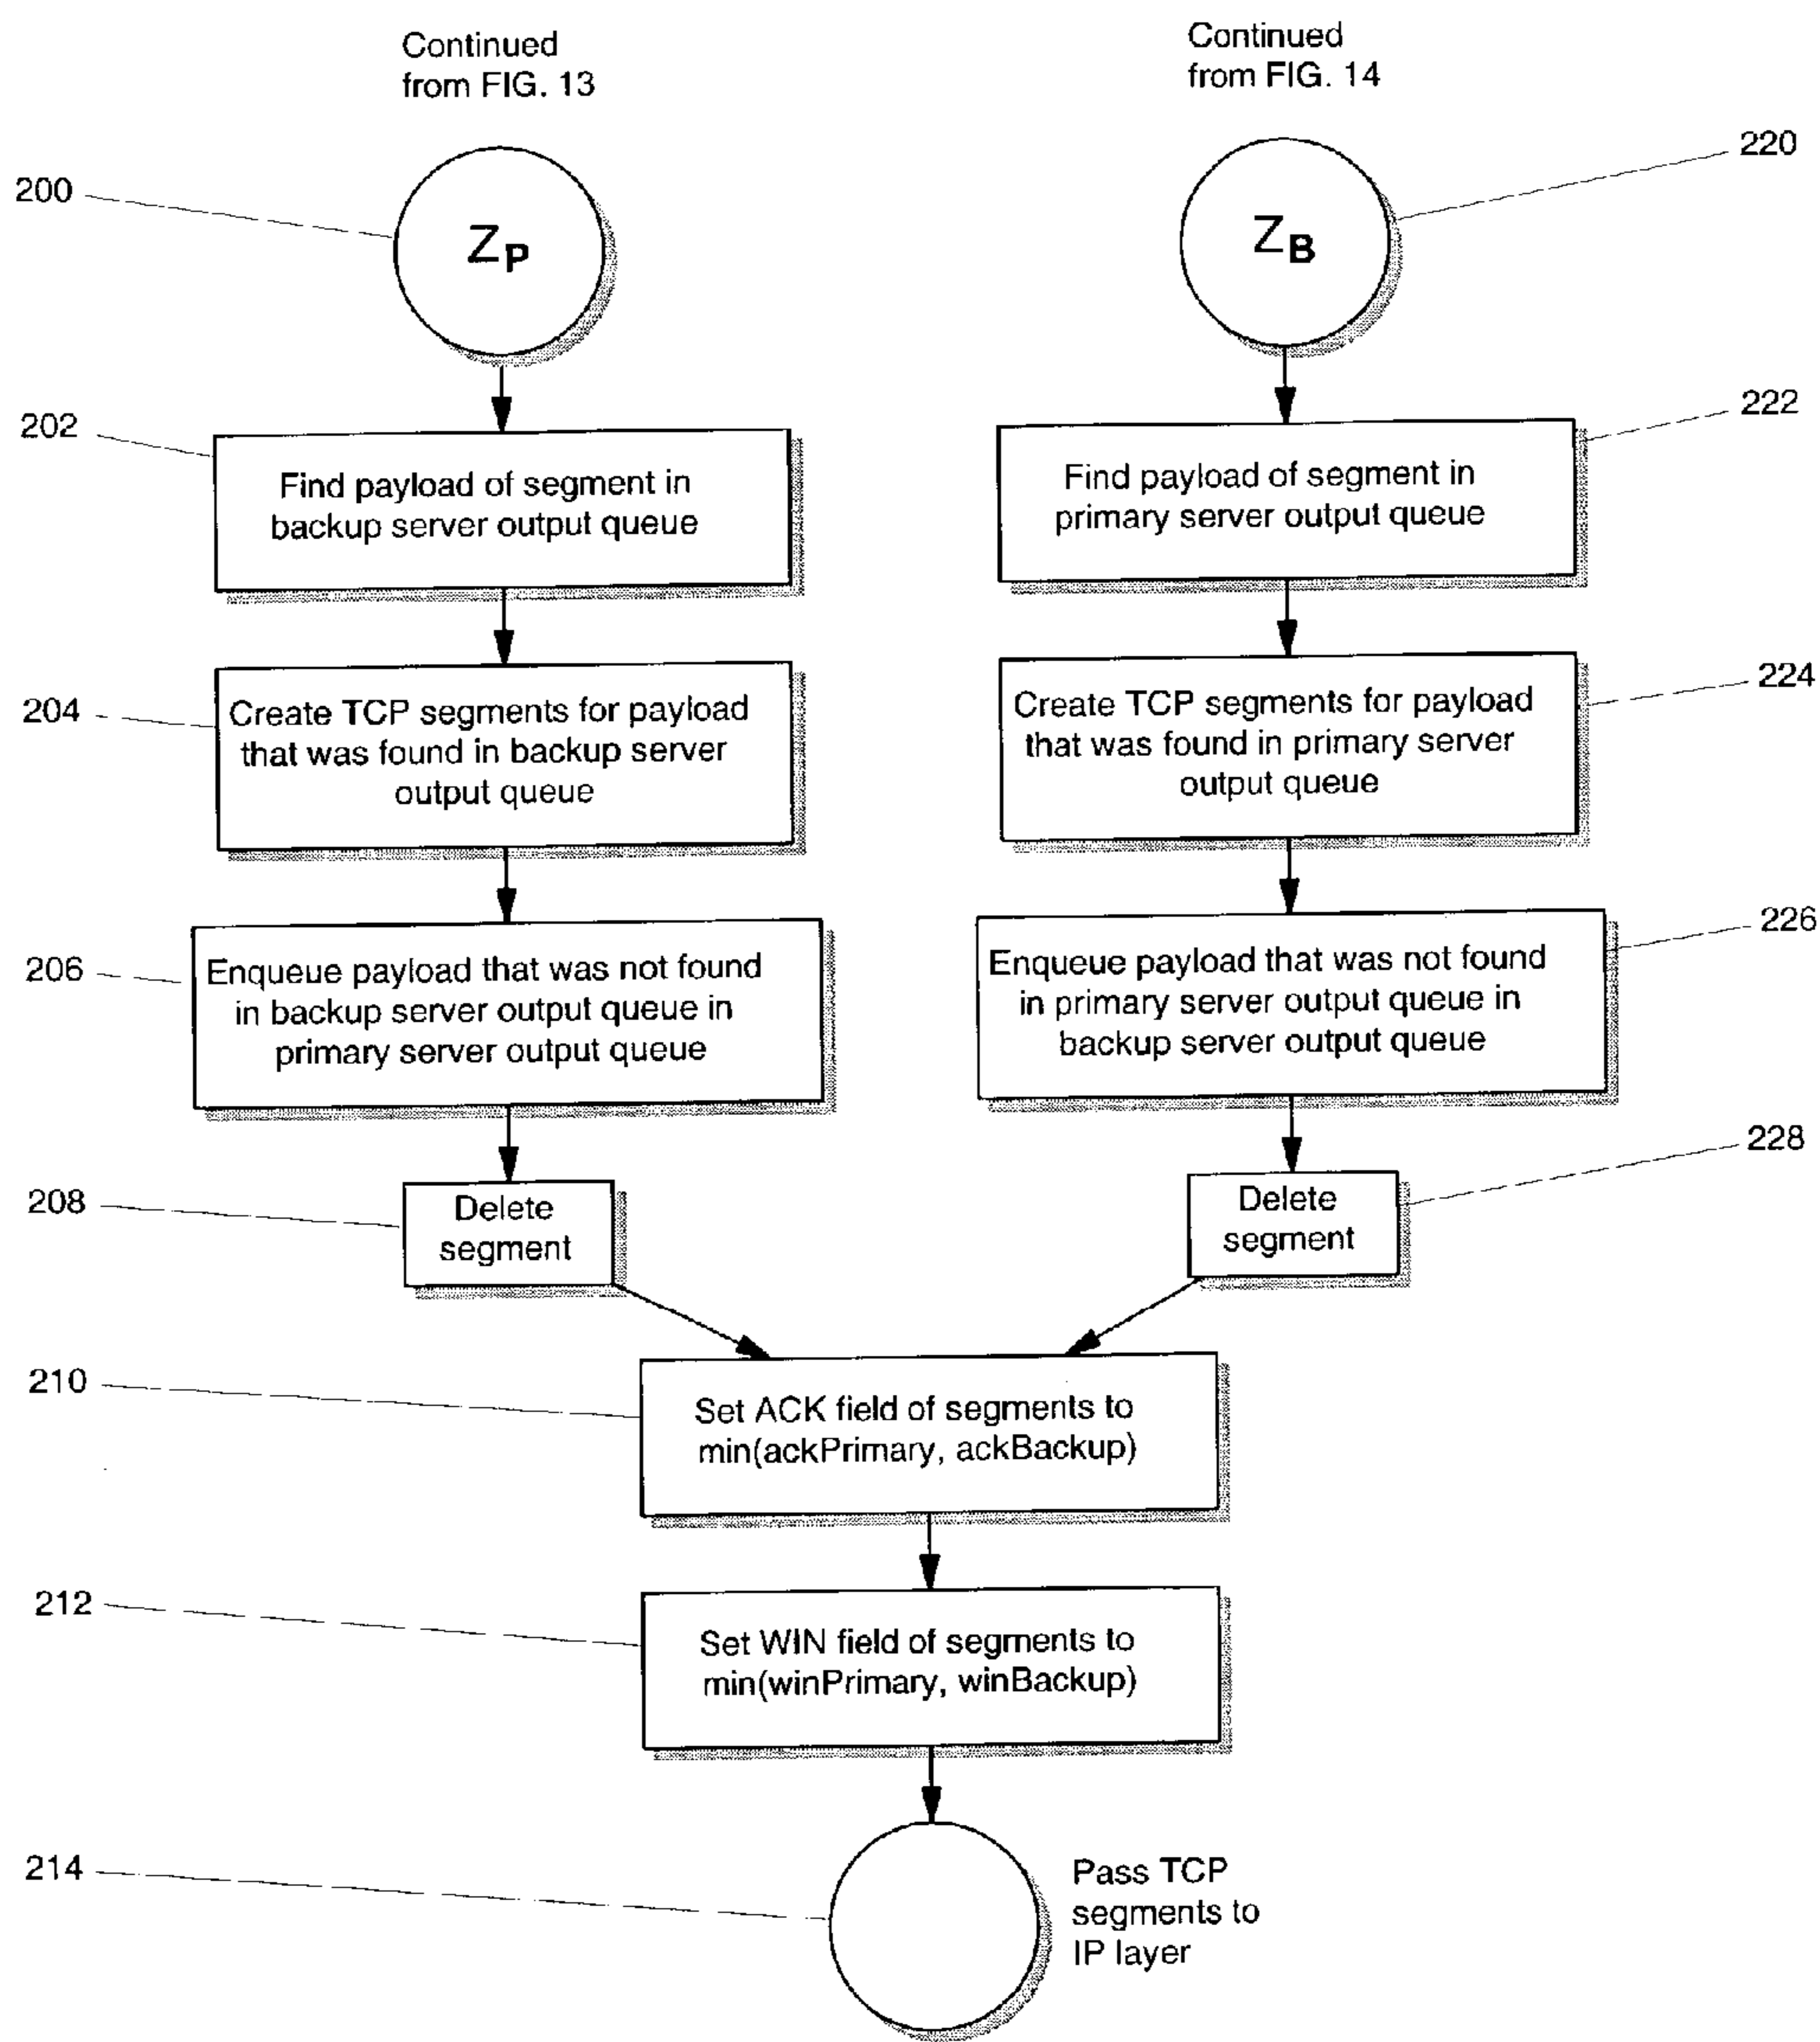 Continued
from FIG. 13
Continued
from FIG. 14
200
Z_P
Z_B
220
202
Find payload of segment in
backup server output queue
Find payload of segment in
primary server output queue
222
204
Create TCP segments for payload
that was found in backup server
output queue
Create TCP segments for payload
that was found in primary server
output queue
224
206
Enqueue payload that was not found
in backup server output queue in
primary server output queue
Enqueue payload that was not found
in primary server output queue in
backup server output queue
226
208
Delete
segment
Delete
segment
228
210
Set ACK field of segments to
min(ackPrimary, ackBackup)
212
Set WIN field of segments to
min(winPrimary, winBackup)
214
Pass TCP
segments to
IP layer